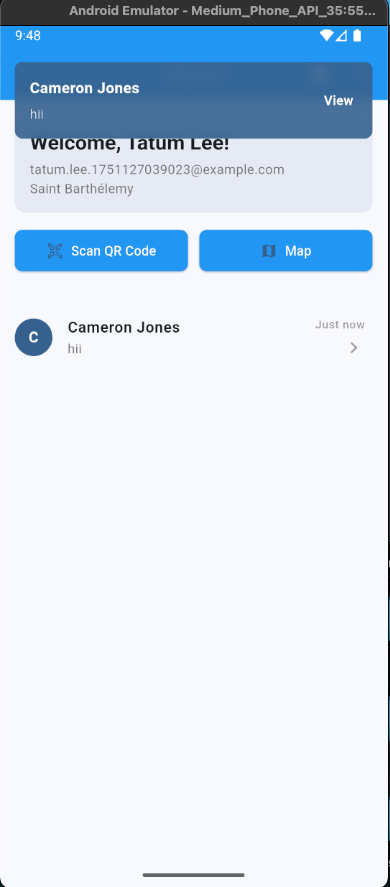 Android Emulator - Medium_Phone_API_35:55...
9:48
Cameron Jones
hii
View
Welcome, Tatum Lee!
tatum.lee.1751127039023@example.com
Saint Barthélemy
Scan QR Code
Map
C
Cameron Jones
Just now
hii